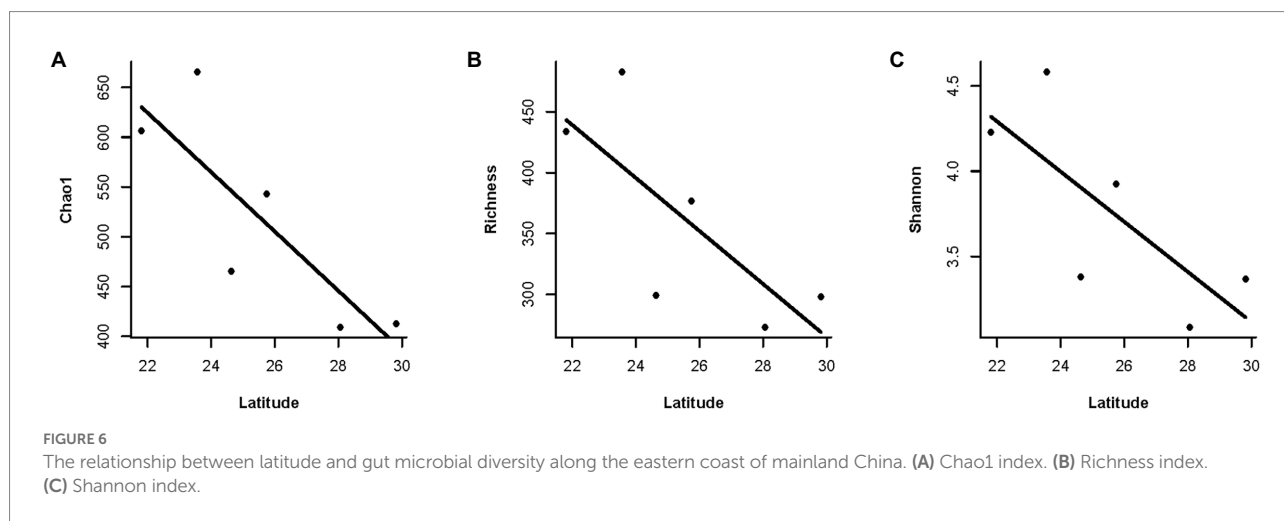 A
Chao1
400 450 500 550 600 650
22 24 26 28 30
Latitude
B
Richness
300 350 400 450
22 24 26 28 30
Latitude
C
Shannon
3.5 4.0 4.5
22 24 26 28 30
Latitude
FIGURE 6
The relationship between latitude and gut microbial diversity along the eastern coast of mainland China. (A) Chao1 index. (B) Richness index.
(C) Shannon index.